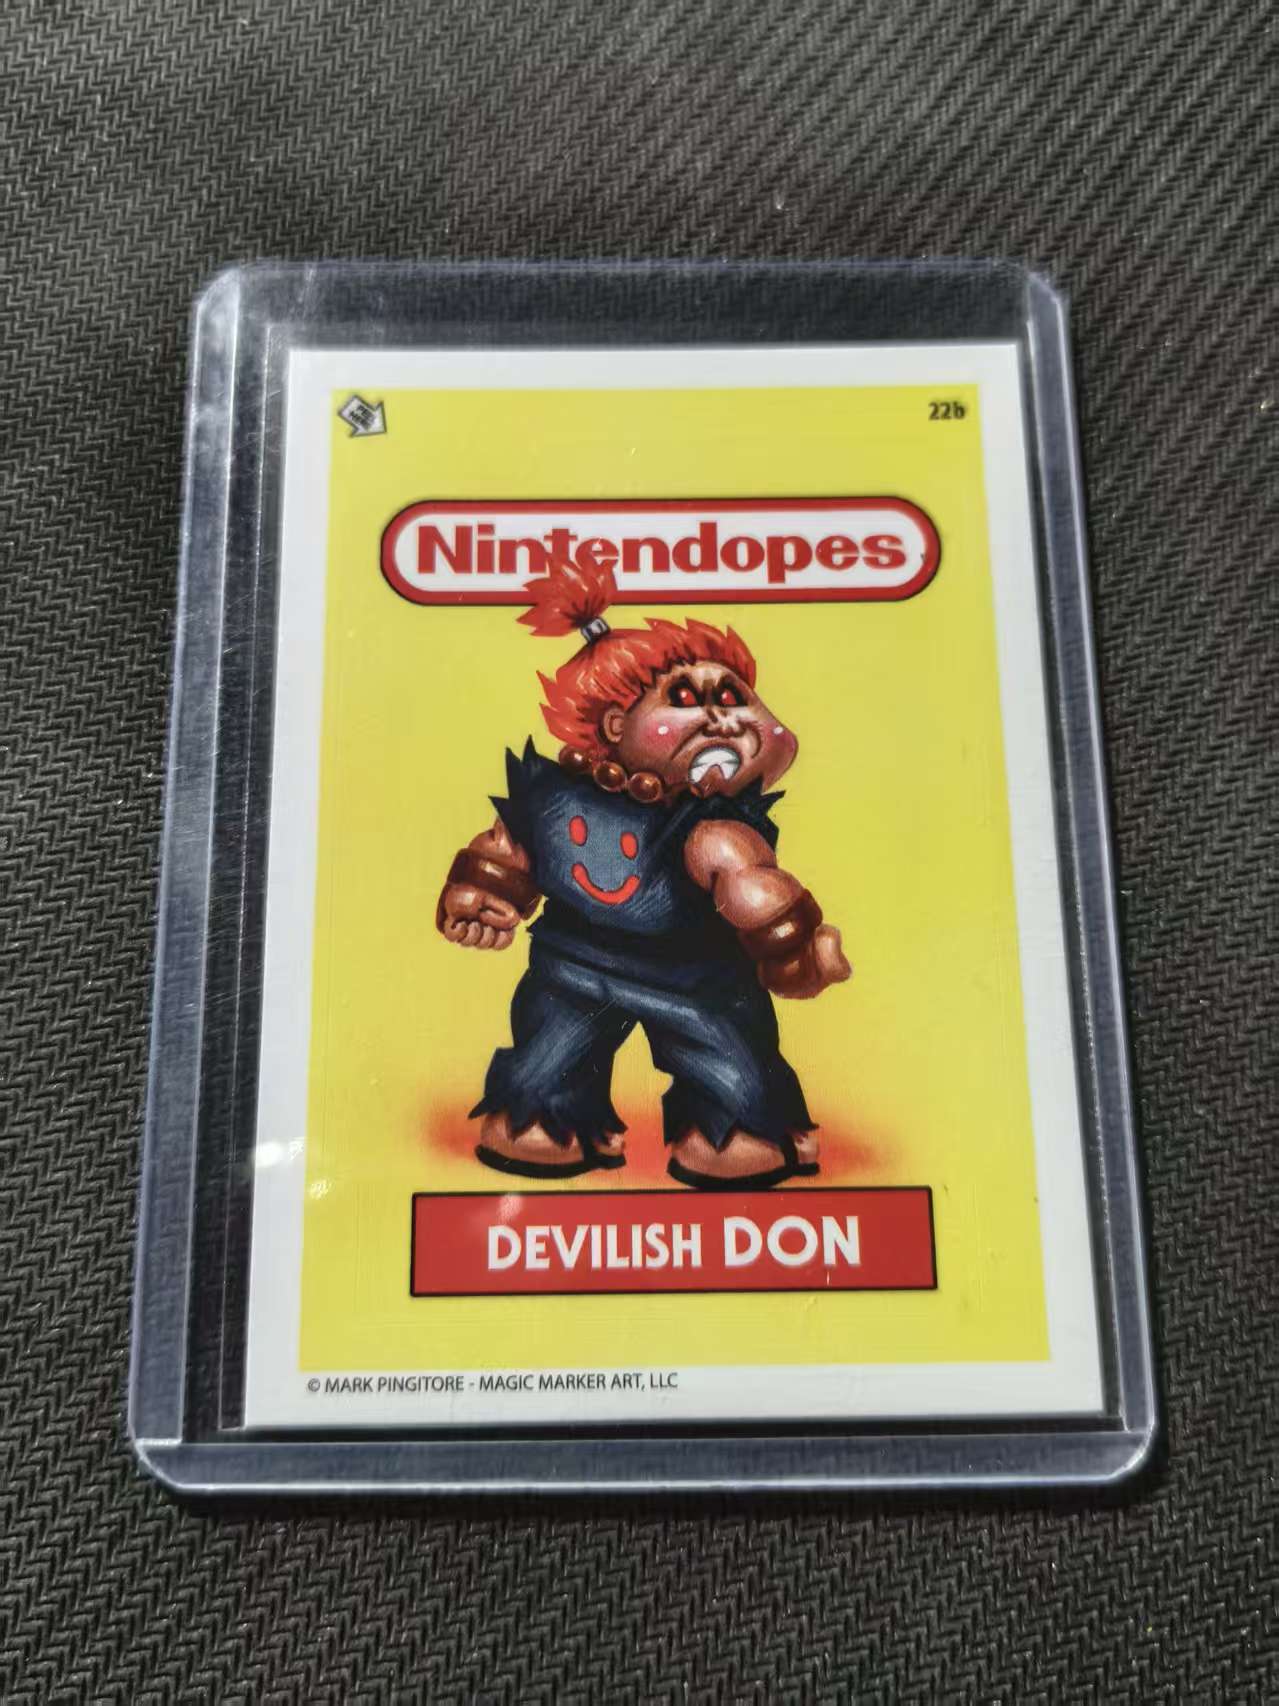 22b
Nintendopes
DEVILISH DON
© MARK PINGITORE - MAGIC MARKER ART, LLC